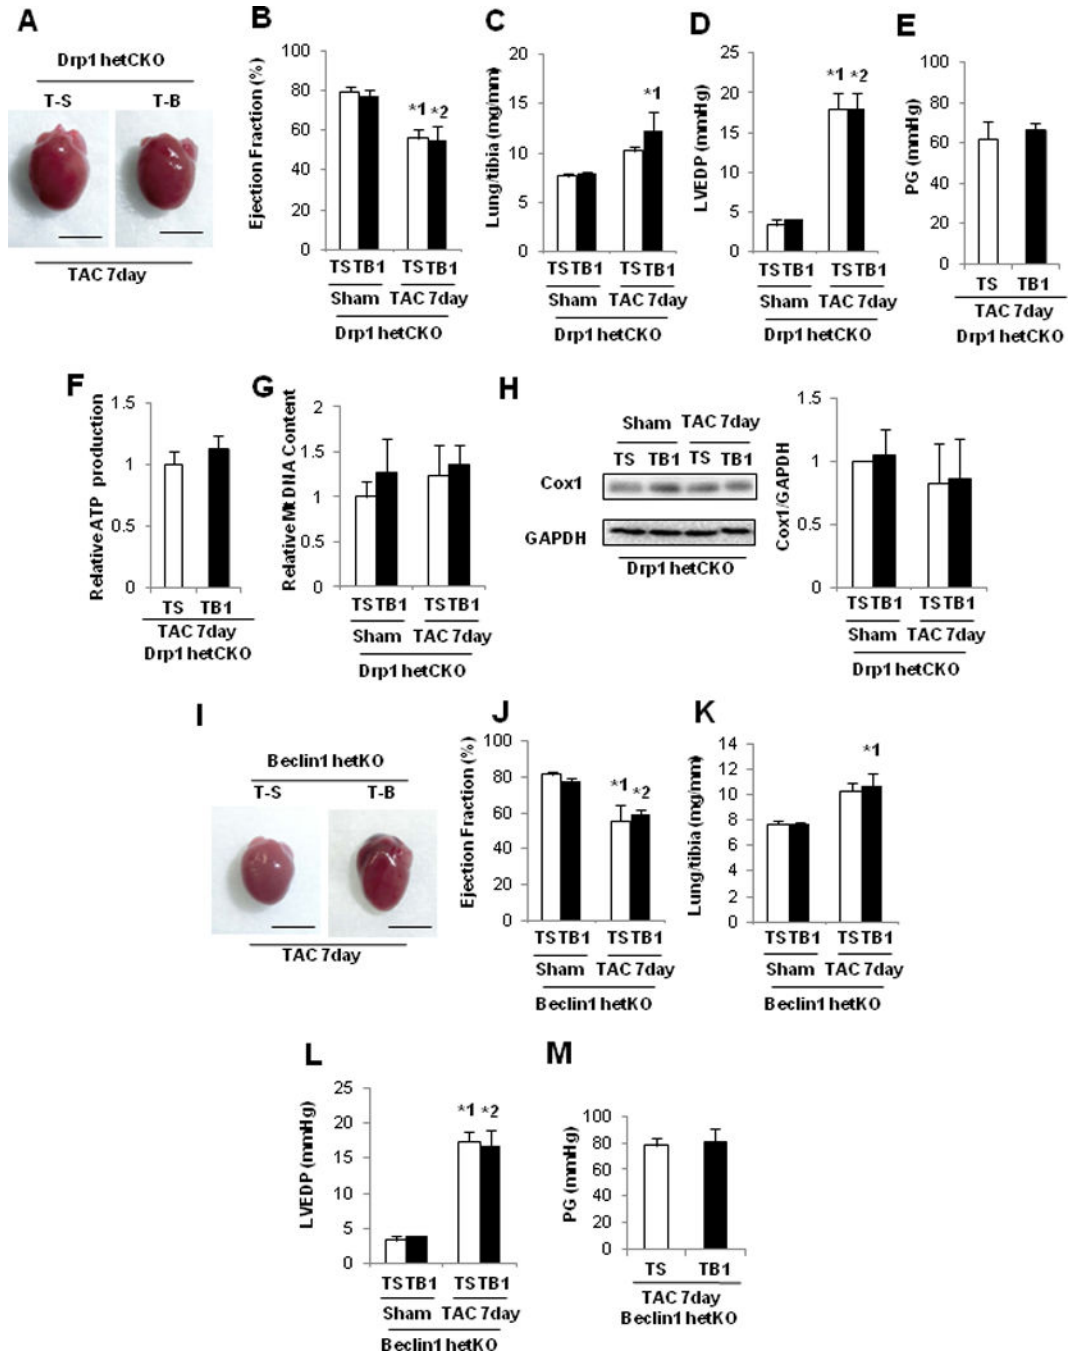 A
Drp1 hetCKO
T-S T-B
TAC 7day
B
Ejection Fraction (%)
100
80
60
40
20
0
*1 *2
TS TB1 TS TB1
Sham TAC 7day
Drp1 hetCKO
C
Lung/tibia (mg/mm)
20
15
10
5
0
*1
TS TB1 TS TB1
Sham TAC 7day
Drp1 hetCKO
D
LVEDP (mmHg)
25
20
15
10
5
0
*1 *2
TS TB1 TS TB1
Sham TAC 7day
Drp1 hetCKO
E
PG (mmHg)
100
80
60
40
20
0
TS TB1
TAC 7day
Drp1 hetCKO
F
Relative ATP production
1.5
1
0.5
0
TS TB1
TAC 7day
Drp1 hetCKO
G
Relative Mt DNA Content
2
1.5
1
0.5
0
TS TB1 TS TB1
Sham TAC 7day
Drp1 hetCKO
H
Sham TAC 7day
TS TB1 TS TB1
Cox1
GAPDH
Drp1 hetCKO
Cox1/GAPDH
1.5
1
0.5
0
TS TB1 TS TB1
Sham TAC 7day
Drp1 hetCKO
I
Beclin1 hetKO
T-S T-B
TAC 7day
J
Ejection Fraction (%)
100
80
60
40
20
0
*1 *2
TS TB1 TS TB1
Sham TAC 7day
Beclin1 hetKO
K
Lung/tibia (mg/mm)
14
12
10
8
6
4
2
0
*1
TS TB1 TS TB1
Sham TAC 7day
Beclin1 hetKO
L
LVEDP (mmHg)
25
20
15
10
5
0
*1 *2
TS TB1 TS TB1
Sham TAC 7day
Beclin1 hetKO
M
PG (mmHg)
100
80
60
40
20
0
TS TB1
TAC 7day
Beclin1 hetKO